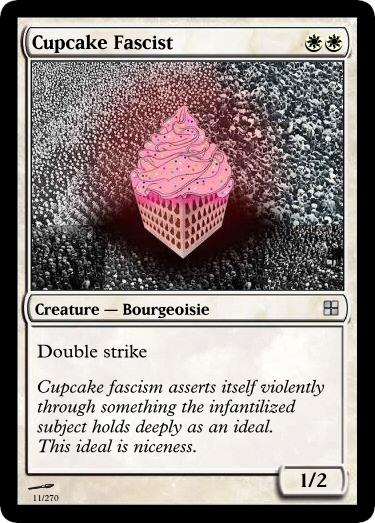 Cupcake Fascist
Creature — Bourgeoisie
Double strike
Cupcake fascism asserts itself violently
through something the infantilized
subject holds deeply as an ideal.
This ideal is niceness.
1/2
11/270